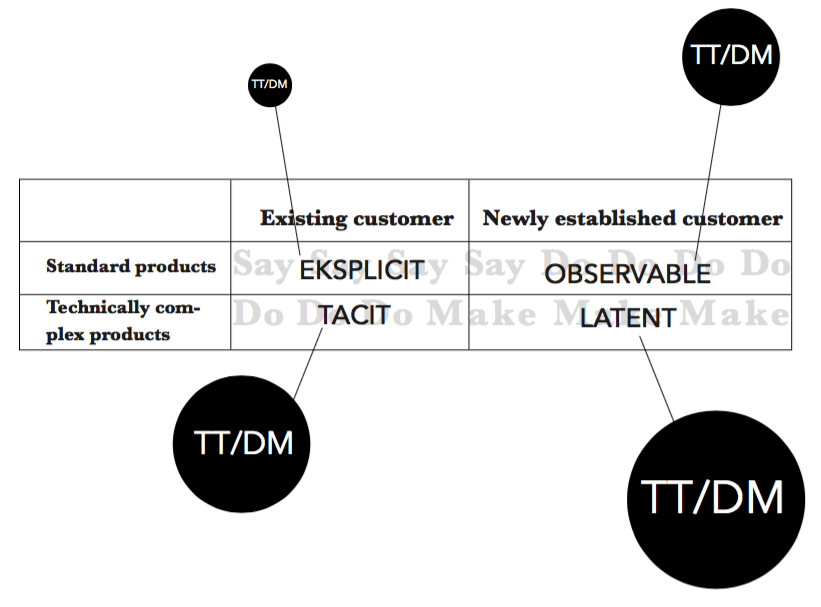 TT/DM
TT/DM
Existing customer
Newly established customer
Standard products
Say Say Say Say Do Do Do Do
EKSPLICIT
OBSERVABLE
Technically com-
plex products
Do Do Do Make Make Make
TACIT
LATENT
TT/DM
TT/DM